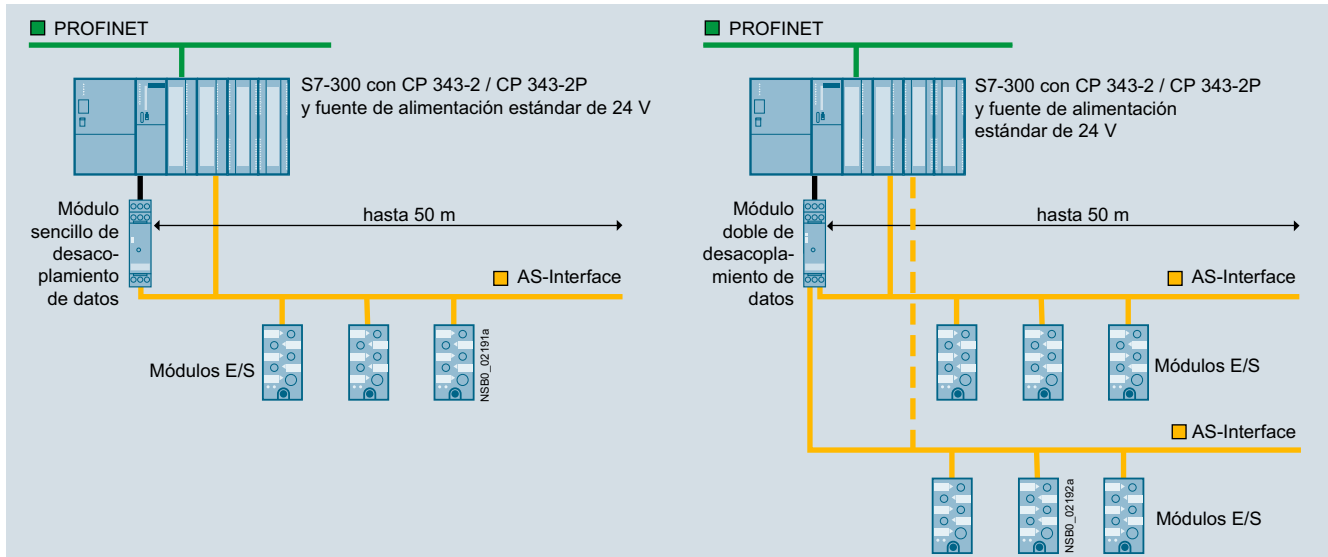 PROFINET
S7-300 con CP 343-2 / CP 343-2P
y fuente de alimentación estándar de 24 V
Módulo
sencillo de
desaco-
plamiento
de datos
hasta 50 m
AS-Interface
Módulos E/S
NSB0_02191a
PROFINET
S7-300 con CP 343-2 / CP 343-2P
y fuente de alimentación
estándar de 24 V
Módulo
doble de
desacopla-
miento de
datos
hasta 50 m
AS-Interface
Módulos E/S
AS-Interface
Módulos E/S
NSB0_02192a